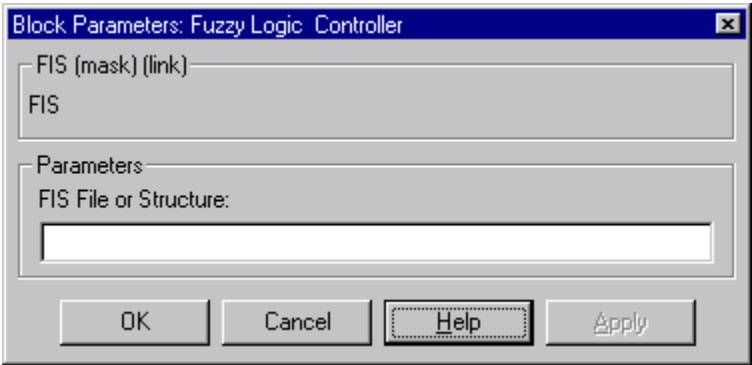 Block Parameters: Fuzzy Logic  Controller
FIS (mask) (link)
FIS
Parameters
FIS File or Structure:
OK Cancel Help Apply